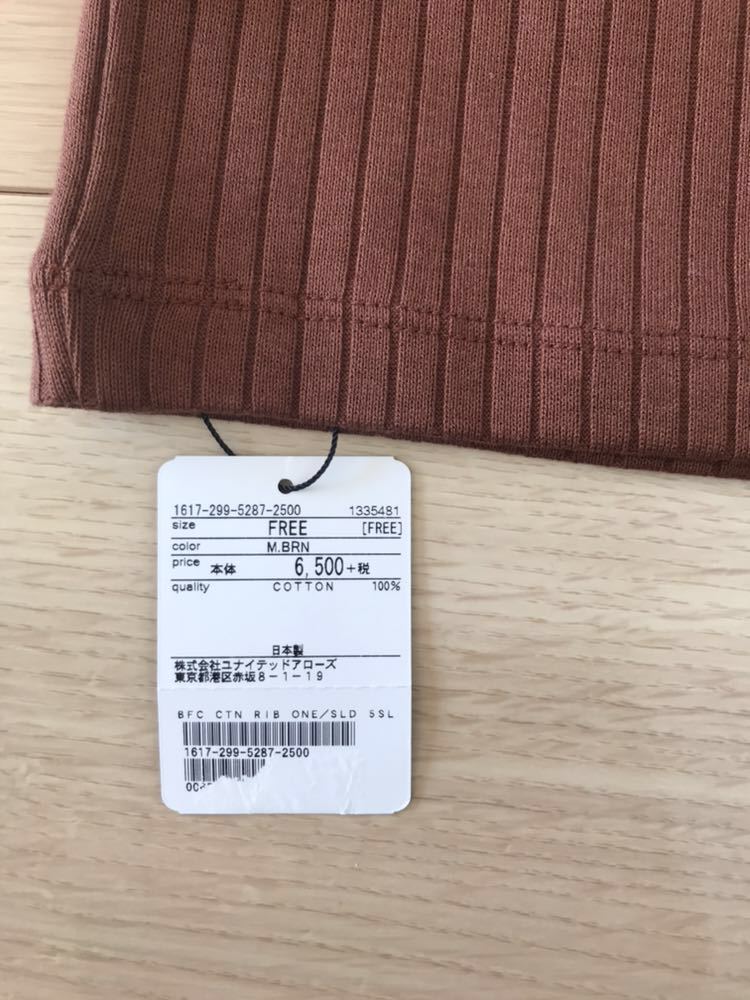 1617-299-5287-2500 1335481
size FREE [FREE]
color M.BRN
price 本体 6,500+税
quality COTTON 100%
日本製
株式会社ユナイテッドアローズ
東京都港区赤坂8-1-19
BFC CTN RIB ONE/SLD 5SL
1617-299-5287-2500